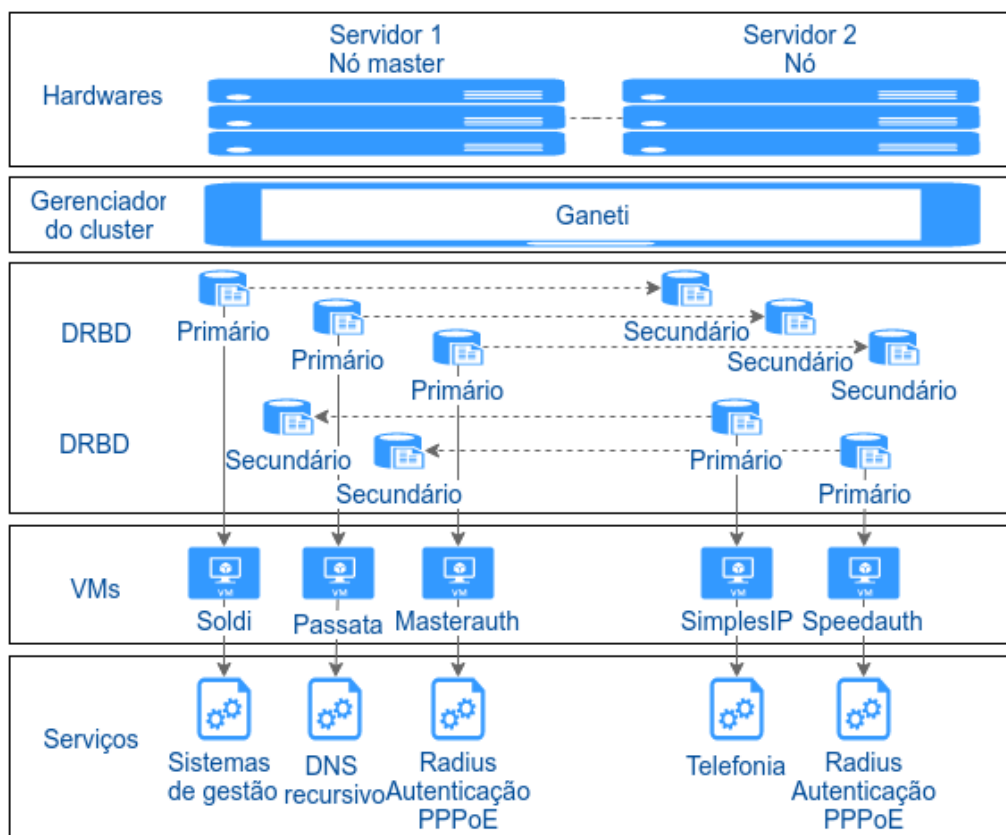 Servidor 1
Nó master
Servidor 2
Nó
Hardwares
Gerenciador
do cluster
Ganeti
DRBD
Primário
Secundário
Primário
Secundário
Primário
Secundário
DRBD
Secundário
Primário
Secundário
Primário
VMs
VM
VM
VM
VM
VM
Soldi
Passata
Masterauth
SimplesIP
Speedauth
Serviços
Sistemas
de gestão
DNS
recursivo
Radius
Autenticação
PPPoE
Telefonia
Radius
Autenticação
PPPoE